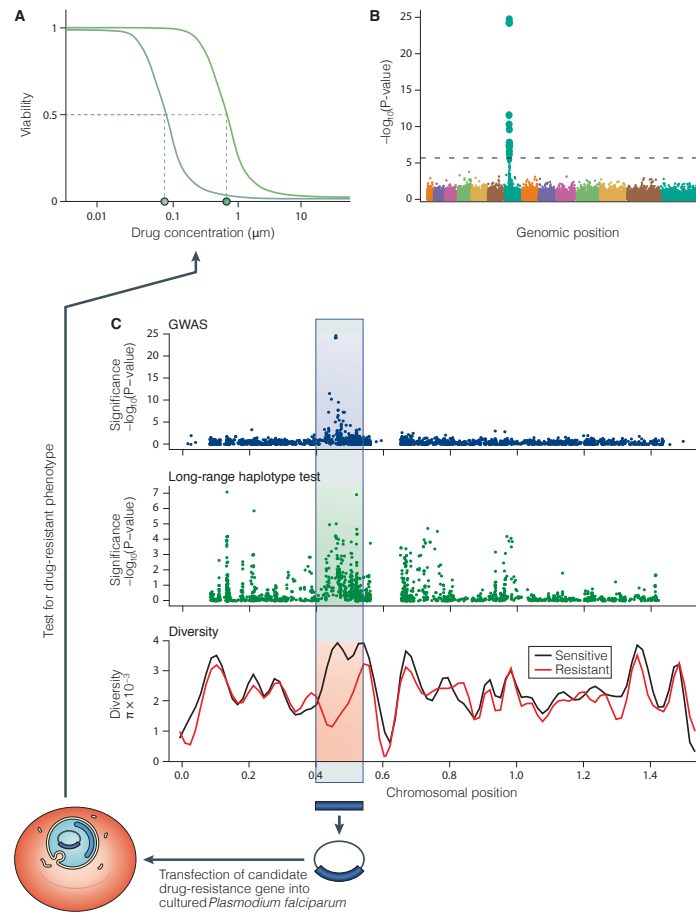 A
1
0.5
0
Viability
0.01
0.1
1
10
Drug concentration (μm)
B
25
20
15
10
5
0
−log10(P-value)
Genomic position
C
GWAS
25
20
15
10
5
0
Significance
−log10(P−value)
Long-range haplotype test
7
6
5
4
3
2
1
0
Significance
−log10(P−value)
Diversity
4
3
2
1
0
Diversity
π × 10−3
Sensitive
Resistant
0.0
0.2
0.4
0.6
0.8
1.0
1.2
1.4
Chromosomal position
Test for drug-resistant phenotype
Transfection of candidate
drug-resistance gene into
cultured Plasmodium falciparum